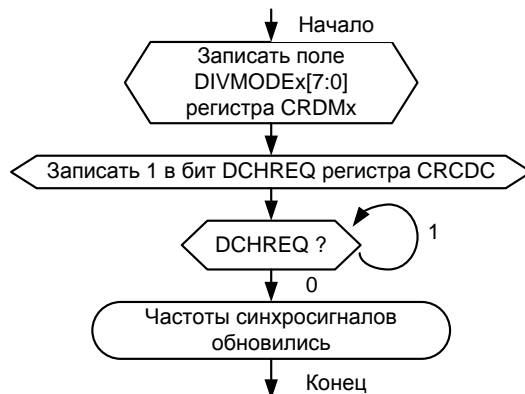 Начало
Записать поле
DIVMODEx[7:0]
регистра CRDMx
Записать 1 в бит DCHREQ регистра CRCDC
DCHREQ ?
1
0
Частоты синхросигналов
обновились
Конец